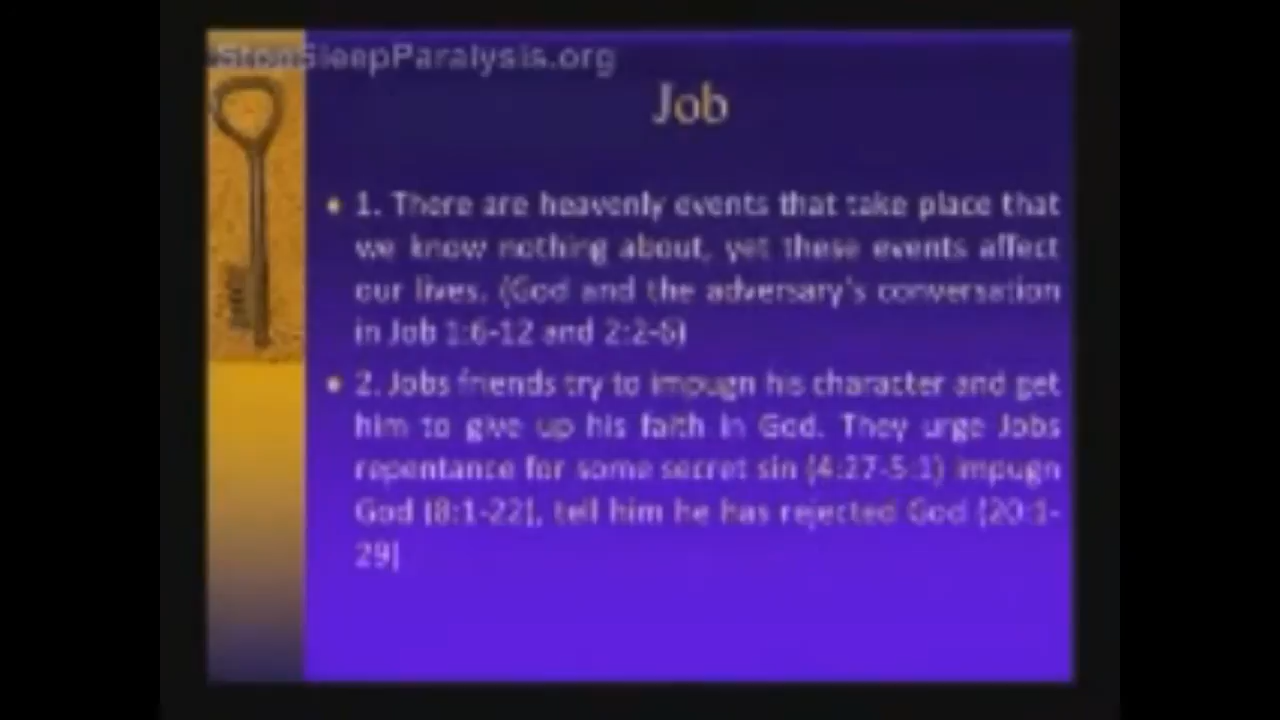 StopSleepParalysis.org
Job
1. There are heavenly events that take place that
we know nothing about, yet these events affect
our lives. (God and the adversary's conversation
in Job 1:6-12 and 2:2-6)
2. Jobs friends try to impugn his character and get
him to give up his faith in God. They urge Jobs
repentance for some secret sin (4:27-5:1) impugn
God (8:1-22), tell him he has rejected God (20:1-
29)